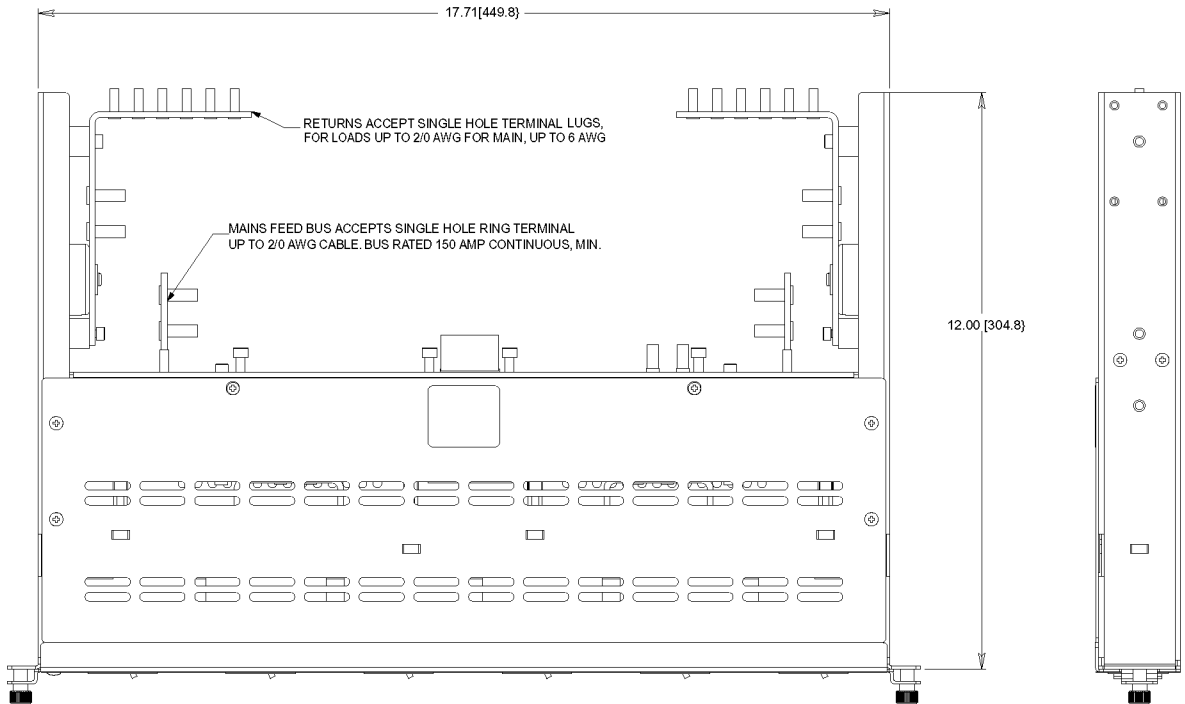 17.71[449.8}
RETURNS ACCEPT SINGLE HOLE TERMINAL LUGS,
FOR LOADS UP TO 2/0 AWG FOR MAIN, UP TO 6 AWG
MAINS FEED BUS ACCEPTS SINGLE HOLE RING TERMINAL
UP TO 2/0 AWG CABLE. BUS RATED 150 AMP CONTINUOUS, MIN.
12.00 [304.8}